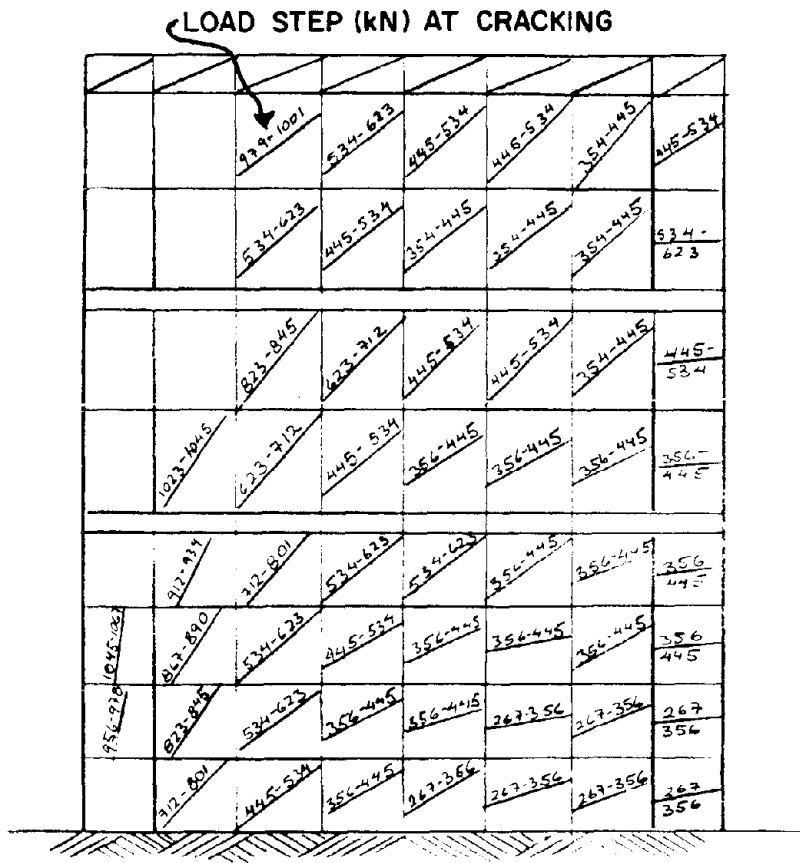 LOAD STEP (kN) AT CRACKING
979-1001 534-623 445-534 445-534 354-445 445-534
534-623 445-534 354-445 354-445 354-445 534-
623
823-845 623-712 445-534 445-534 354-445 445-
534
1023-1045 623-712 445-534 356-445 356-445 356-445 356-
445
912-934 712-801 534-623 534-623 356-445 356-445 356
445
1045-1067 867-890 534-623 445-534 356-445 356-445 356-445 356
445
956-978 823-845 534-623 356-445 356-445 267-356 267-356 267
356
712-801 445-534 356-445 267-356 267-356 267-356 267
356